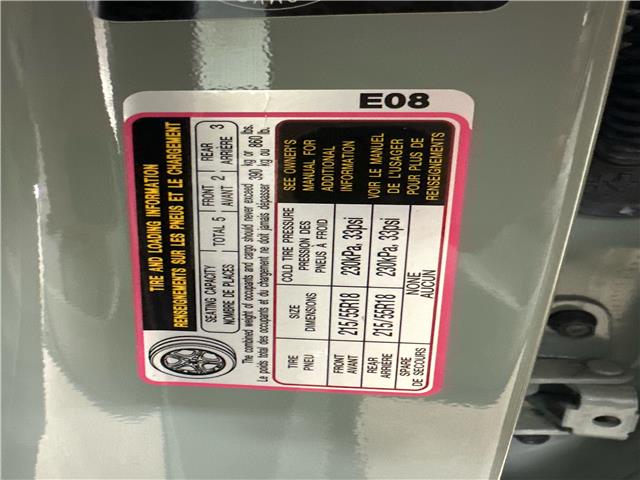 E08
TIRE AND LOADING INFORMATION
RENSEIGNEMENTS SUR LES PNEUS ET LE CHARGEMENT
SEATING CAPACITY
NOMBRE DE PLACES
TOTAL 5
FRONT
AVANT 2
REAR
ARRIÈRE 3
The combined weight of occupants and cargo should never exceed 390 kg or 860 lbs.
Le poids total des occupants et du chargement ne doit jamais dépasser 390 kg ou 860 lb.
TIRE
PNEU
SIZE
DIMENSIONS
COLD TIRE PRESSURE
PRESSION DES
PNEUS À FROID
SEE OWNER'S
MANUAL FOR
ADDITIONAL
INFORMATION
FRONT
AVANT
215/55R18
230kPa, 33psi
REAR
ARRIÈRE
215/55R18
230kPa, 33psi
VOIR LE MANUEL
DE L'USAGER
POUR PLUS DE
RENSEIGNEMENTS
SPARE
DE SECOURS
NONE
AUCUN